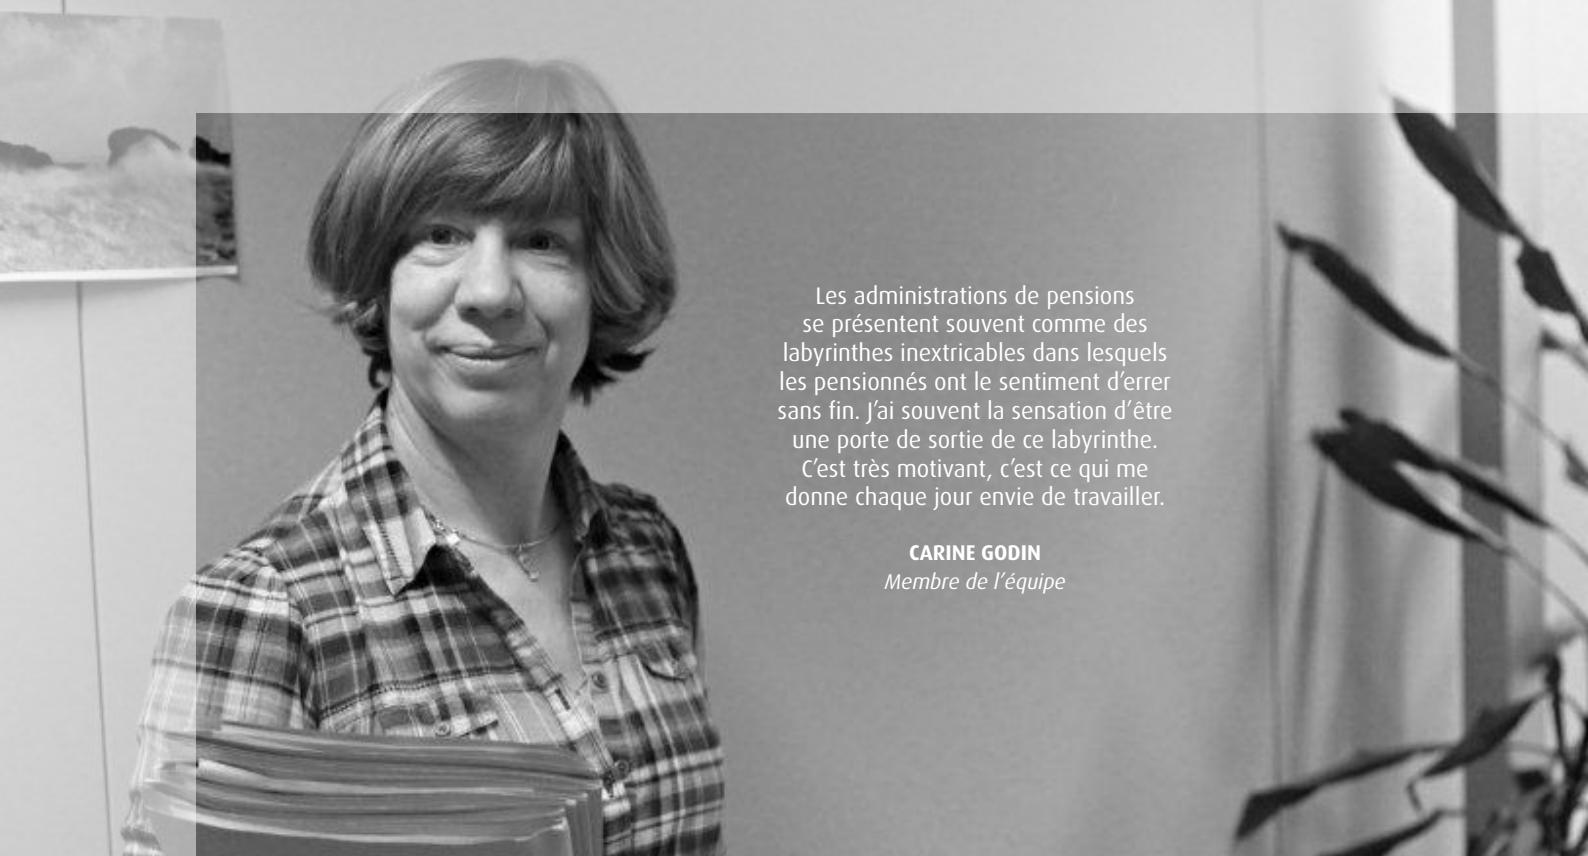 Les administrations de pensions
se présentent souvent comme des
labyrinthes inextricables dans lesquels
les pensionnés ont le sentiment d’errer
sans fin. J’ai souvent la sensation d’être
une porte de sortie de ce labyrinthe.
C’est très motivant, c’est ce qui me
donne chaque jour envie de travailler.
CARINE GODIN
Membre de l’équipe